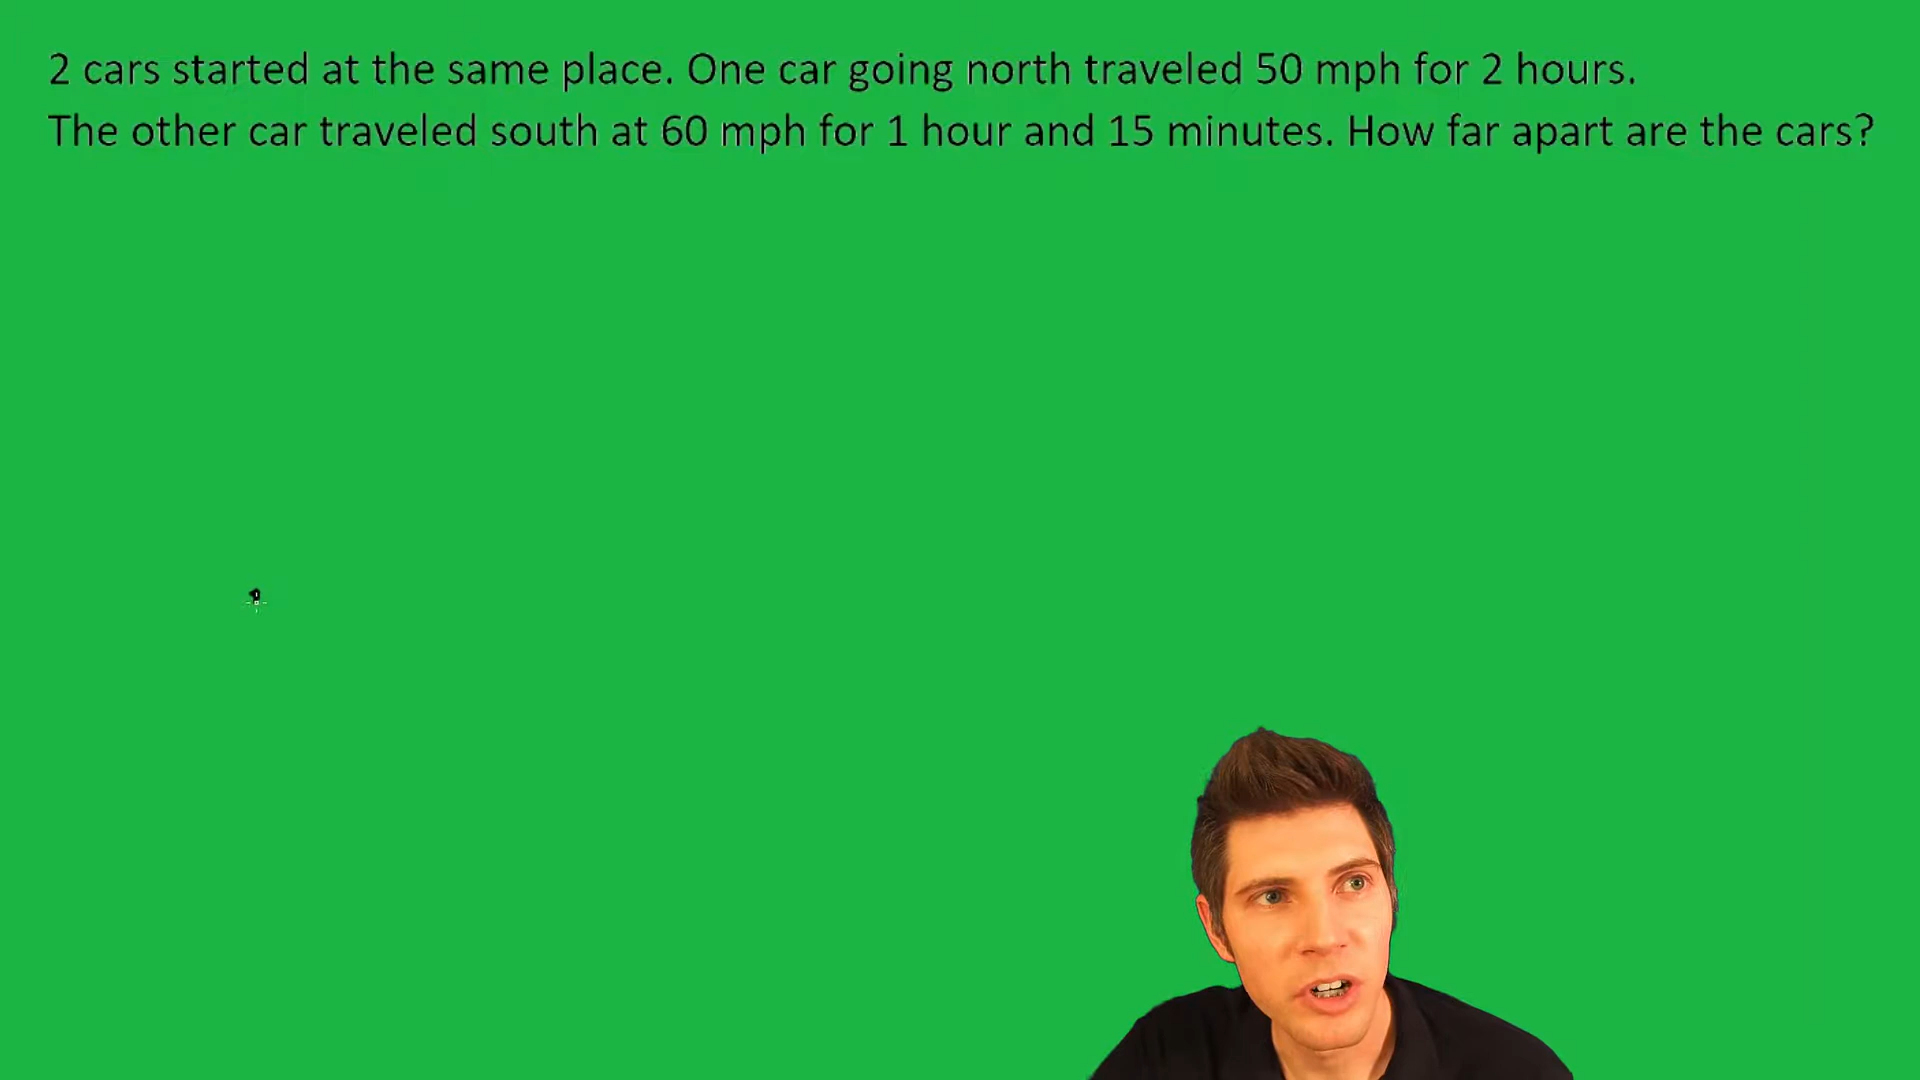 2 cars started at the same place. One car going north traveled 50 mph for 2 hours.
The other car traveled south at 60 mph for 1 hour and 15 minutes. How far apart are the cars?